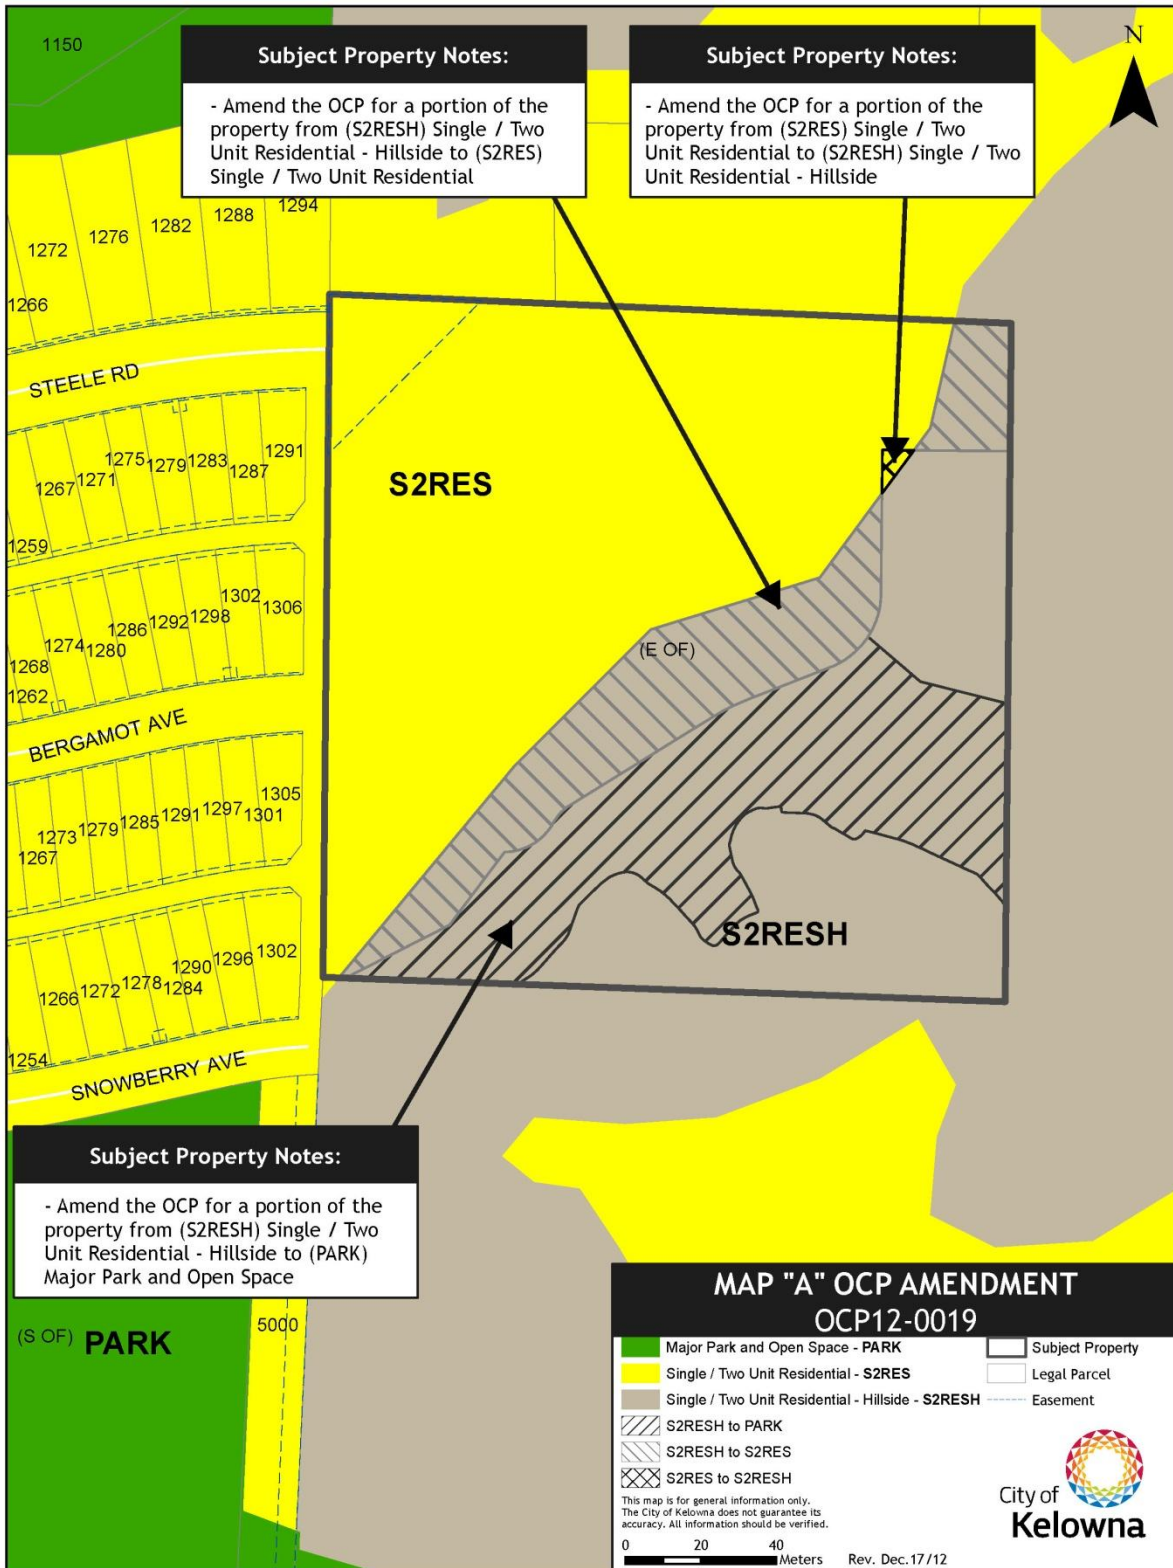 1150
Subject Property Notes:
- Amend the OCP for a portion of the
property from (S2RESH) Single / Two
Unit Residential - Hillside to (S2RES)
Single / Two Unit Residential
Subject Property Notes:
- Amend the OCP for a portion of the
property from (S2RES) Single / Two
Unit Residential to (S2RESH) Single / Two
Unit Residential - Hillside
N
1266
1272
1276
1282
1288
1294
STEELE RD
1259
1267
1271
1275
1279
1283
1287
1291
S2RES
1262
1268
1274
1280
1286
1292
1298
1302
1306
(E OF)
BERGAMOT AVE
1267
1273
1279
1285
1291
1297
1301
1305
S2RESH
1254
1266
1272
1278
1284
1290
1296
1302
SNOWBERRY AVE
Subject Property Notes:
- Amend the OCP for a portion of the
property from (S2RESH) Single / Two
Unit Residential - Hillside to (PARK)
Major Park and Open Space
(S OF) PARK
5000
MAP "A" OCP AMENDMENT
OCP12-0019
Major Park and Open Space - PARK
Single / Two Unit Residential - S2RES
Single / Two Unit Residential - Hillside - S2RESH
S2RESH to PARK
S2RESH to S2RES
S2RES to S2RESH
Subject Property
Legal Parcel
Easement
This map is for general information only.
The City of Kelowna does not guarantee its
accuracy. All information should be verified.
0 20 40
Meters
Rev. Dec.17/12
City of
Kelowna